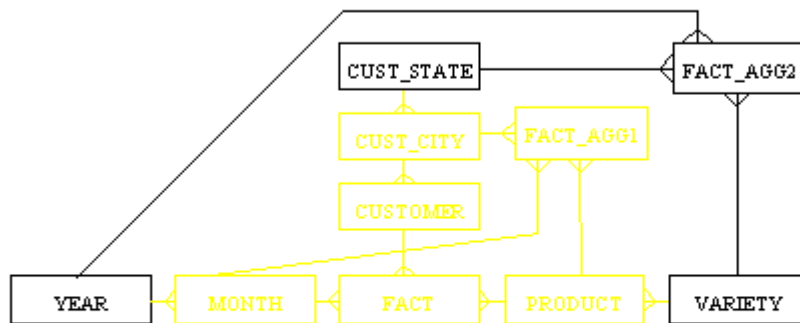 CUST_STATE
FACT_AGG2
CUST_CITY
FACT_AGG1
CUSTOMER
YEAR
MONTH
FACT
PRODUCT
VARIETY